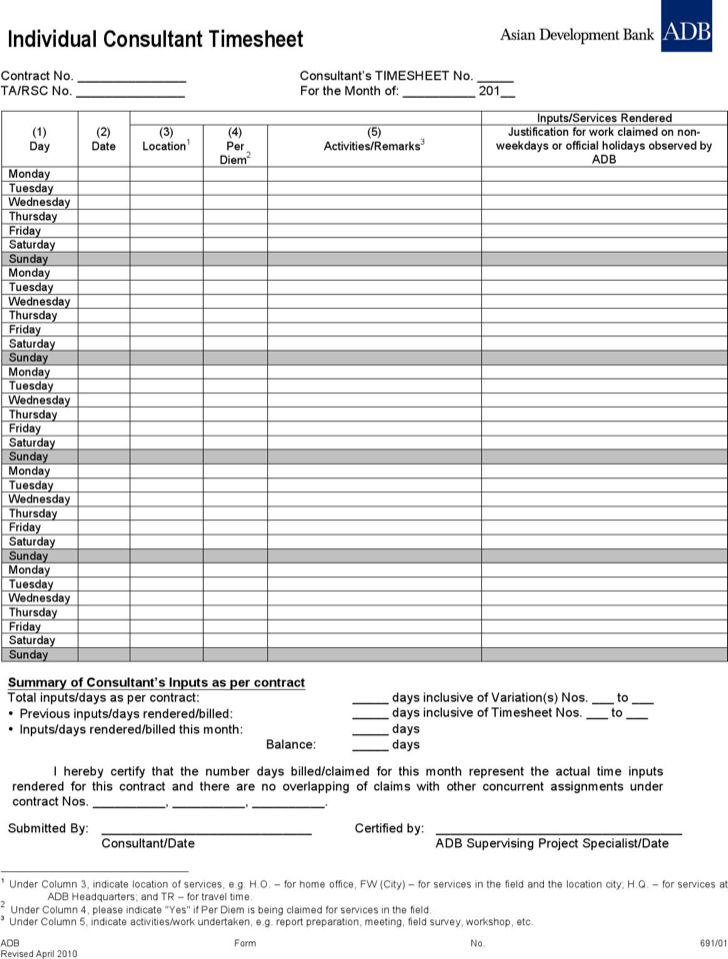 Individual Consultant Timesheet
Asian Development Bank ADB
Contract No. ________________ Consultant's TIMESHEET No. _____
TA/RSC No. ________________ For the Month of: __________ 201__
Inputs/Services Rendered
(1) Day
(2) Date
(3) Location1
(4) Per Diem2
(5) Activities/Remarks3
Justification for work claimed on non-
weekdays or official holidays observed by
ADB
Monday
Tuesday
Wednesday
Thursday
Friday
Saturday
Sunday
Monday
Tuesday
Wednesday
Thursday
Friday
Saturday
Sunday
Monday
Tuesday
Wednesday
Thursday
Friday
Saturday
Sunday
Monday
Tuesday
Wednesday
Thursday
Friday
Saturday
Sunday
Monday
Tuesday
Wednesday
Thursday
Friday
Saturday
Sunday
Summary of Consultant's Inputs as per contract
Total inputs/days as per contract: _____ days inclusive of Variation(s) Nos. ___ to ___
• Previous inputs/days rendered/billed: _____ days inclusive of Timesheet Nos. ___ to ___
• Inputs/days rendered/billed this month: _____ days
Balance: _____ days
I hereby certify that the number days billed/claimed for this month represent the actual time inputs
rendered for this contract and there are no overlapping of claims with other concurrent assignments under
contract Nos. __________, __________, __________.
Submitted By: ______________________________ Certified by: ___________________________________
Consultant/Date ADB Supervising Project Specialist/Date
1 Under Column 3, indicate location of services, e.g. H.O. – for home office, FW (City) – for services in the field and the location city; H.Q. – for services at
ADB Headquarters; and TR – for travel time.
2 Under Column 4, please indicate "Yes" if Per Diem is being claimed for services in the field.
3 Under Column 5, indicate activities/work undertaken, e.g. report preparation, meeting, field survey, workshop, etc.
ADB Form No. 691/01
Revised April 2010